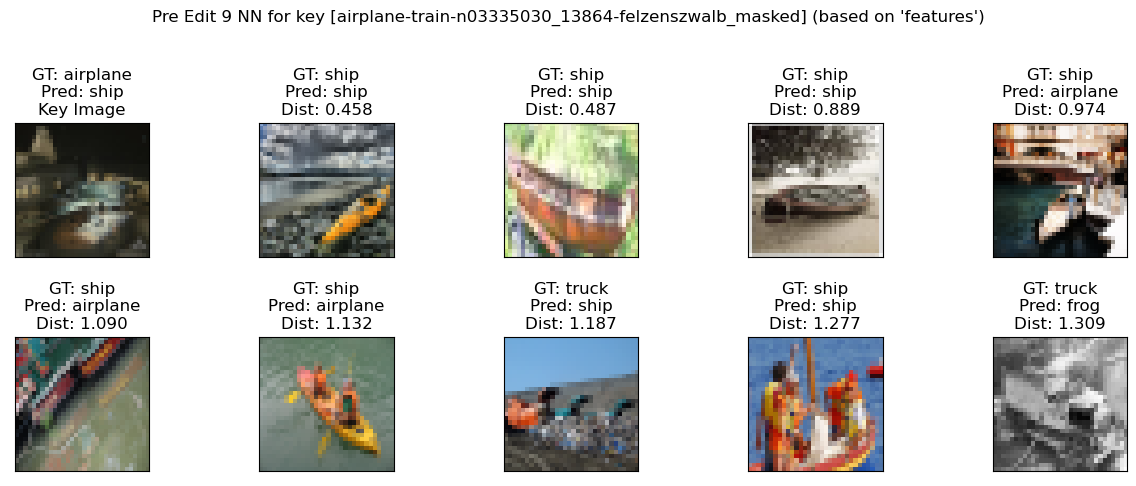 Pre Edit 9 NN for key [airplane-train-n03335030_13864-felzenszwalb_masked] (based on 'features')
GT: airplane
Pred: ship
Key Image
GT: ship
Pred: ship
Dist: 0.458
GT: ship
Pred: ship
Dist: 0.487
GT: ship
Pred: ship
Dist: 0.889
GT: ship
Pred: airplane
Dist: 0.974
GT: ship
Pred: airplane
Dist: 1.090
GT: ship
Pred: airplane
Dist: 1.132
GT: truck
Pred: ship
Dist: 1.187
GT: ship
Pred: ship
Dist: 1.277
GT: truck
Pred: frog
Dist: 1.309